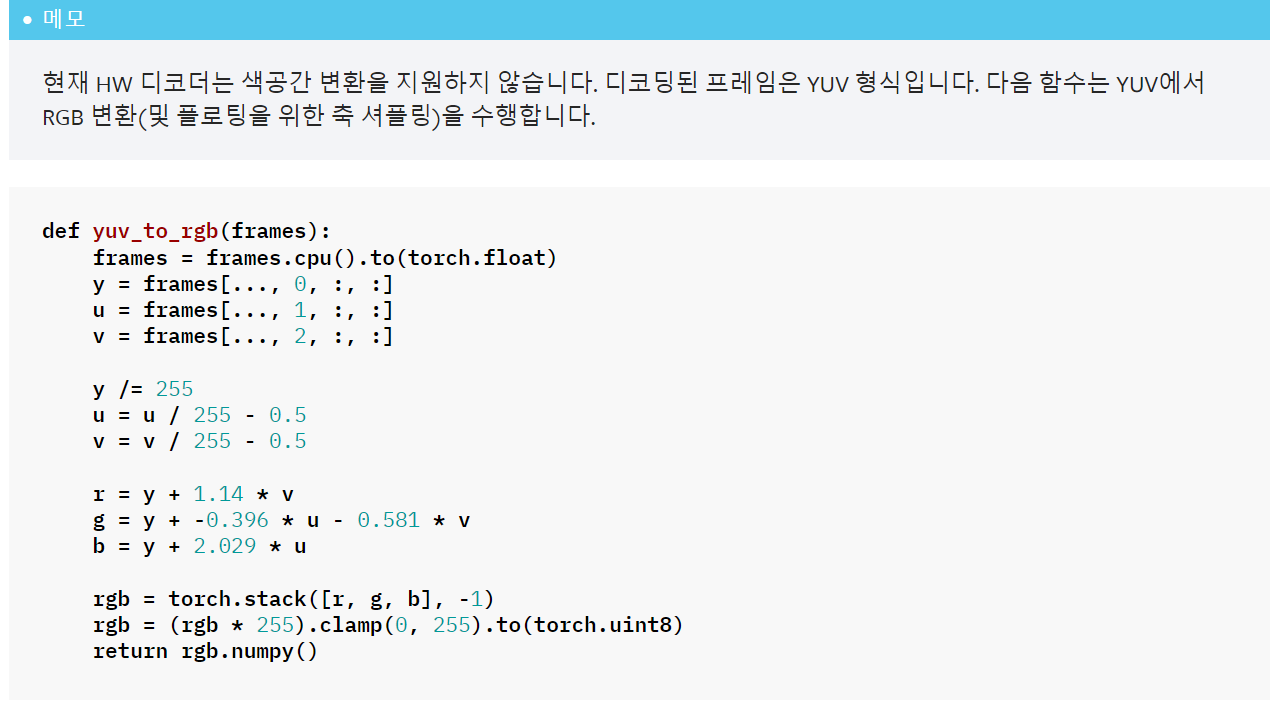 • 메모
현재 HW 디코더는 색공간 변환을 지원하지 않습니다. 디코딩된 프레임은 YUV 형식입니다. 다음 함수는 YUV에서
RGB 변환(및 플로팅을 위한 축 셔플링)을 수행합니다.
def yuv_to_rgb(frames):
    frames = frames.cpu().to(torch.float)
    y = frames[..., 0, :, :]
    u = frames[..., 1, :, :]
    v = frames[..., 2, :, :]

    y /= 255
    u = u / 255 - 0.5
    v = v / 255 - 0.5

    r = y + 1.14 * v
    g = y + -0.396 * u - 0.581 * v
    b = y + 2.029 * u

    rgb = torch.stack([r, g, b], -1)
    rgb = (rgb * 255).clamp(0, 255).to(torch.uint8)
    return rgb.numpy()